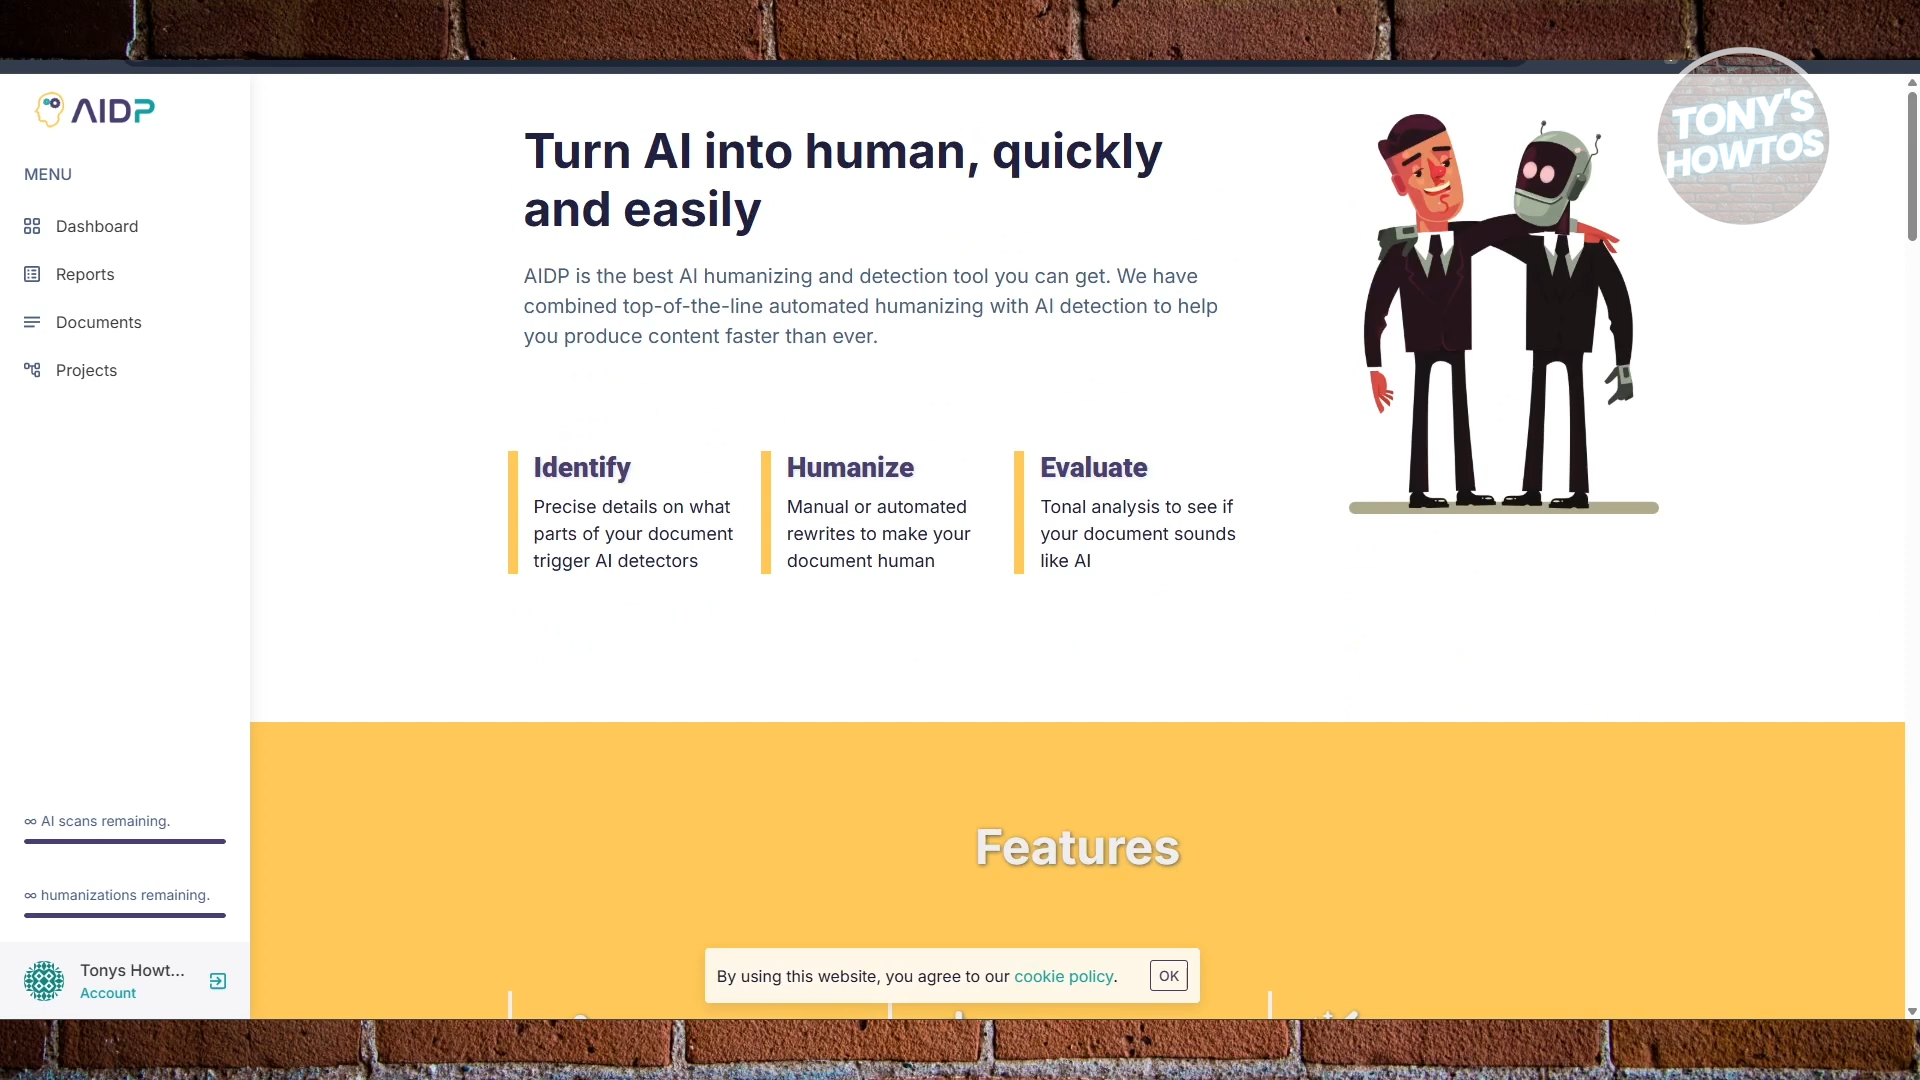 AIDP
MENU
Dashboard
Reports
Documents
Projects
∞ AI scans remaining.
∞ humanizations remaining.
Tonys Howt...
Account
Turn AI into human, quickly
and easily
AIDP is the best AI humanizing and detection tool you can get. We have
combined top-of-the-line automated humanizing with AI detection to help
you produce content faster than ever.
Identify
Precise details on what
parts of your document
trigger AI detectors
Humanize
Manual or automated
rewrites to make your
document human
Evaluate
Tonal analysis to see if
your document sounds
like AI
TONY'S
HOWTOS
Features
By using this website, you agree to our cookie policy.
OK